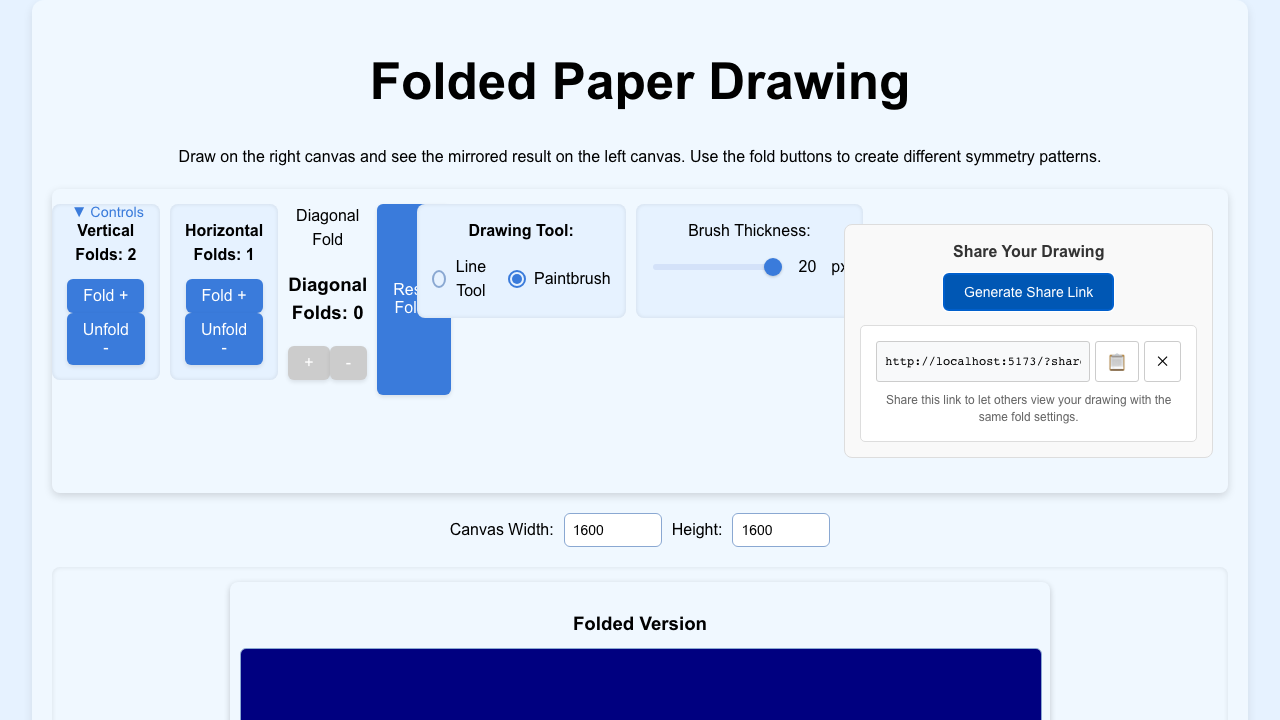 Folded Paper Drawing
Draw on the right canvas and see the mirrored result on the left canvas. Use the fold buttons to create different symmetry patterns.
▼ Controls
Vertical
Folds: 2
Fold +
Unfold
-
Horizontal
Folds: 1
Fold +
Unfold
-
Diagonal
Fold
Diagonal
Folds: 0
+
-
Drawing Tool:
Line
Tool
Paintbrush
Brush Thickness:
20 px
Share Your Drawing
Generate Share Link
http://localhost:5173/?shar
×
Share this link to let others view your drawing with the
same fold settings.
Canvas Width: 1600 Height: 1600
Folded Version